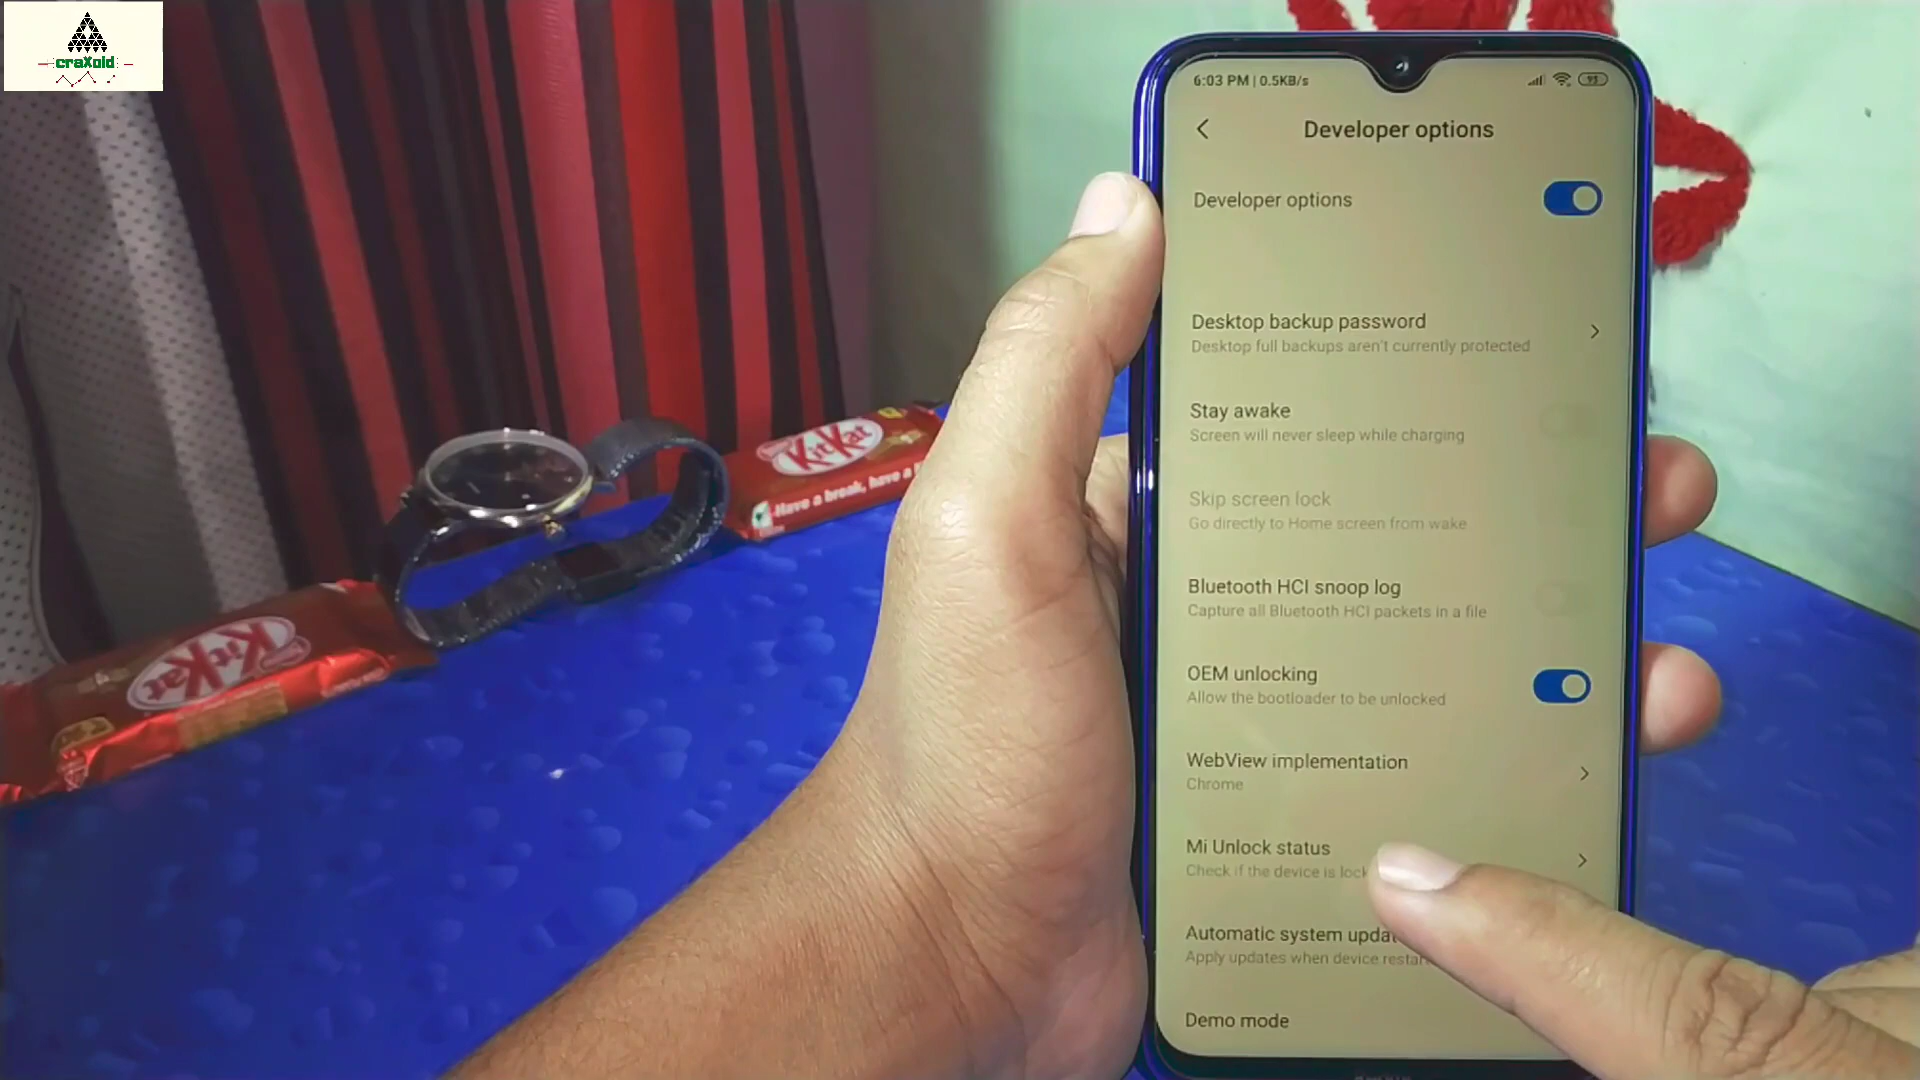 craXoid
6:03 PM | 0.5KB/s
93
Developer options
Developer options
Desktop backup password
Desktop full backups aren't currently protected
Stay awake
Screen will never sleep while charging
Skip screen lock
Go directly to Home screen from wake
Bluetooth HCI snoop log
Capture all Bluetooth HCI packets in a file
OEM unlocking
Allow the bootloader to be unlocked
WebView implementation
Chrome
Mi Unlock status
Check if the device is lock
Automatic system updat
Apply updates when device restar
Demo mode
KitKat
Have a break, have a
KitKat